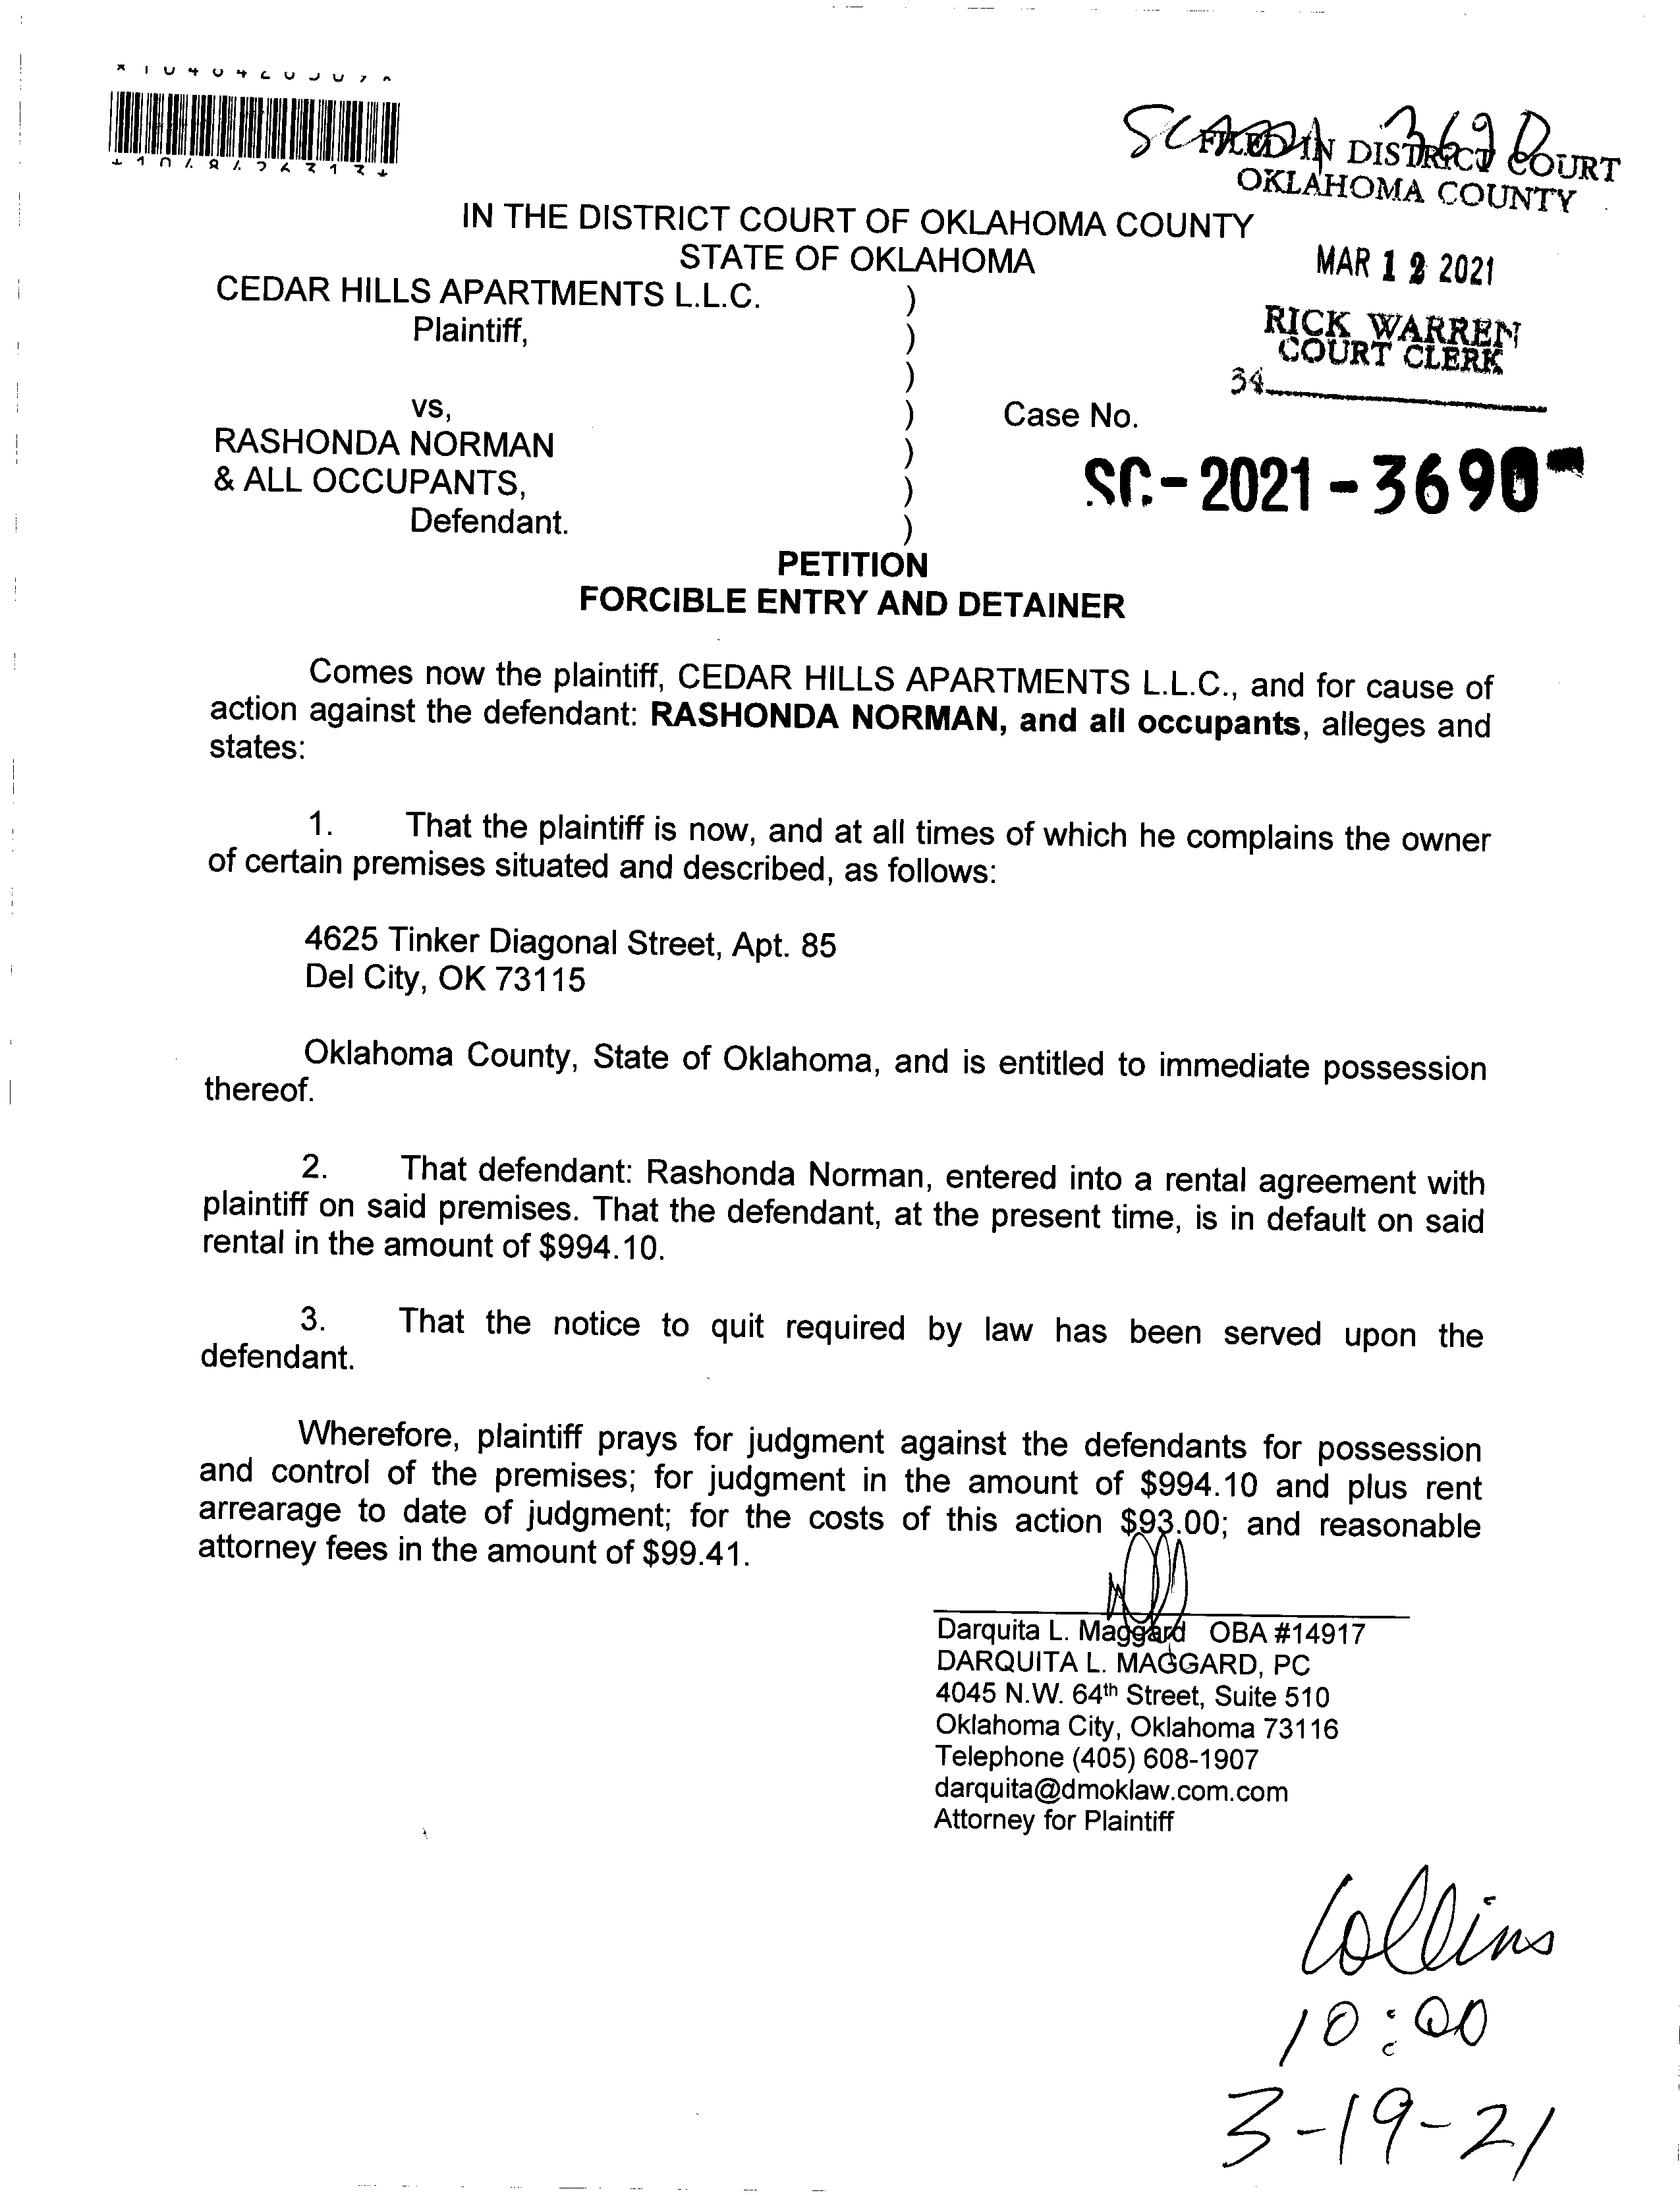 IN THE DISTRICT COURT OF OKLAHOMA COUNTY
STATE OF OKLAHOMA
FILED IN DISTRICT COURT
OKLAHOMA COUNTY
MAR 12 2021
RICK WARREN
COURT CLERK
34
CEDAR HILLS APARTMENTS L.L.C. )
Plaintiff, )
)
vs, ) Case No.
RASHONDA NORMAN )
& ALL OCCUPANTS, ) SC-2021-3690
Defendant. )
PETITION
FORCIBLE ENTRY AND DETAINER
Comes now the plaintiff, CEDAR HILLS APARTMENTS L.L.C., and for cause of
action against the defendant: RASHONDA NORMAN, and all occupants, alleges and
states:
1. That the plaintiff is now, and at all times of which he complains the owner
of certain premises situated and described, as follows:
4625 Tinker Diagonal Street, Apt. 85
Del City, OK 73115
Oklahoma County, State of Oklahoma, and is entitled to immediate possession
thereof.
2. That defendant: Rashonda Norman, entered into a rental agreement with
plaintiff on said premises. That the defendant, at the present time, is in default on said
rental in the amount of $994.10.
3. That the notice to quit required by law has been served upon the
defendant.
Wherefore, plaintiff prays for judgment against the defendants for possession
and control of the premises; for judgment in the amount of $994.10 and plus rent
arrearage to date of judgment; for the costs of this action $93.00; and reasonable
attorney fees in the amount of $99.41.
Darquita L. Maggard OBA #14917
DARQUITA L. MAGGARD, PC
4045 N.W. 64th Street, Suite 510
Oklahoma City, Oklahoma 73116
Telephone (405) 608-1907
darquita@dmoklaw.com.com
Attorney for Plaintiff
Collins
10:00
3-19-21